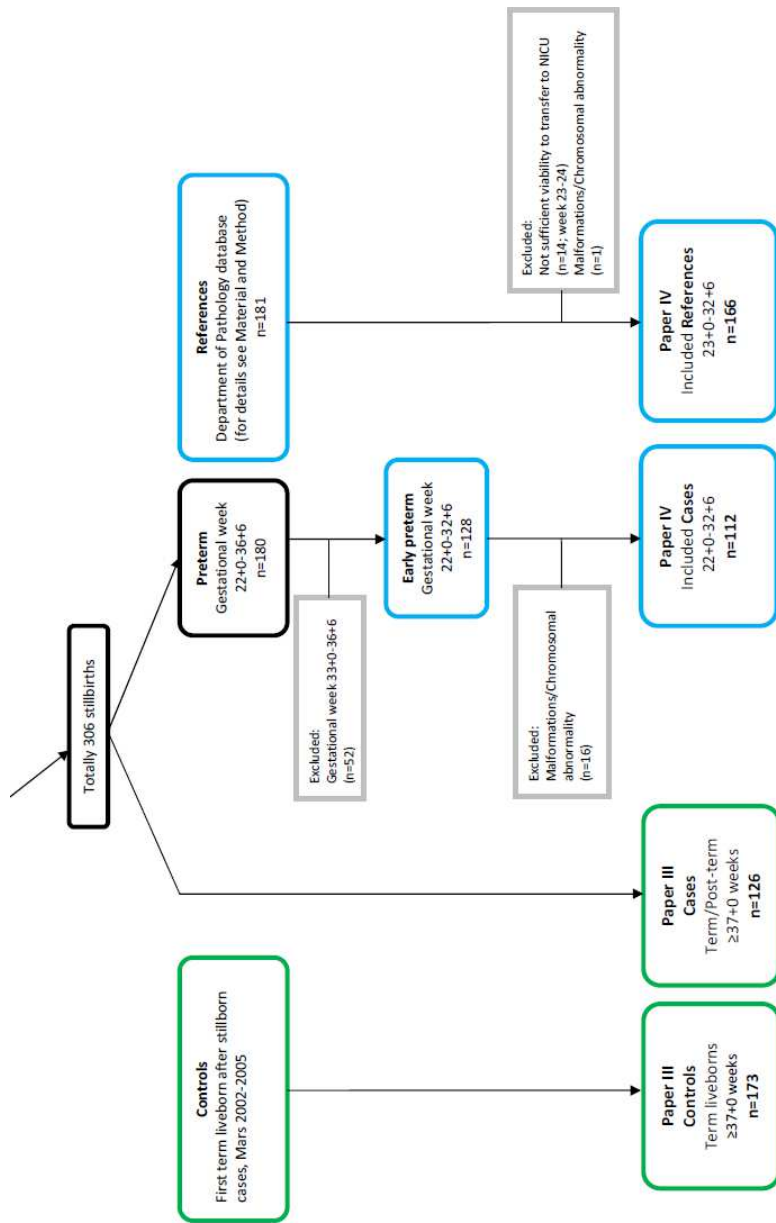 Totally 306 stillbirths
Controls
First term liveborn after stillborn
cases, Mars 2002-2005
Preterm
Gestational week
22+0-36+6
n=180
References
Department of Pathology database
(for details see Material and Method)
n=181
Excluded:
Gestational week 33+0-36+6
(n=52)
Early preterm
Gestational week
22+0-32+6
n=128
Excluded:
Malformations/Chromosomal
abnormality
(n=16)
Excluded:
Not sufficient viability to transfer to NICU
(n=14; week 23-24)
Malformations/Chromosomal abnormality
(n=1)
Paper III
Controls
Term liveborns
≥37+0 weeks
n=173
Paper III
Cases
Term/Post-term
≥37+0 weeks
n=126
Paper IV
Included Cases
22+0-32+6
n=112
Paper IV
Included References
23+0-32+6
n=166